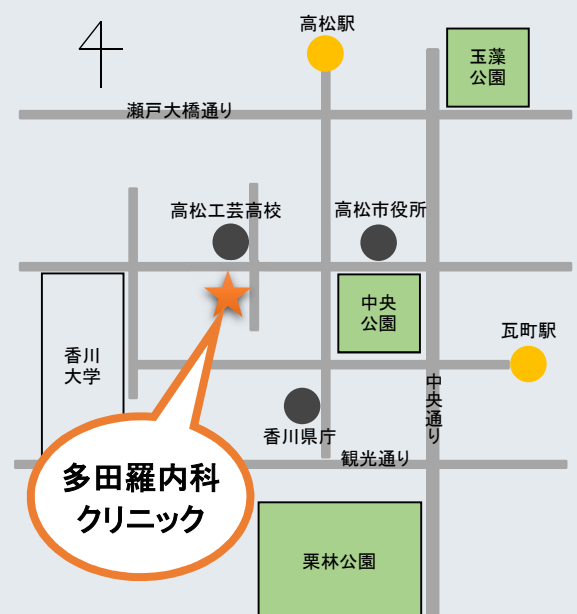 高松駅
玉藻
公園
瀬戸大橋通り
高松工芸高校
高松市役所
中央
公園
瓦町駅
香川
大学
中央通り
香川県庁
観光通り
多田羅内科
クリニック
栗林公園